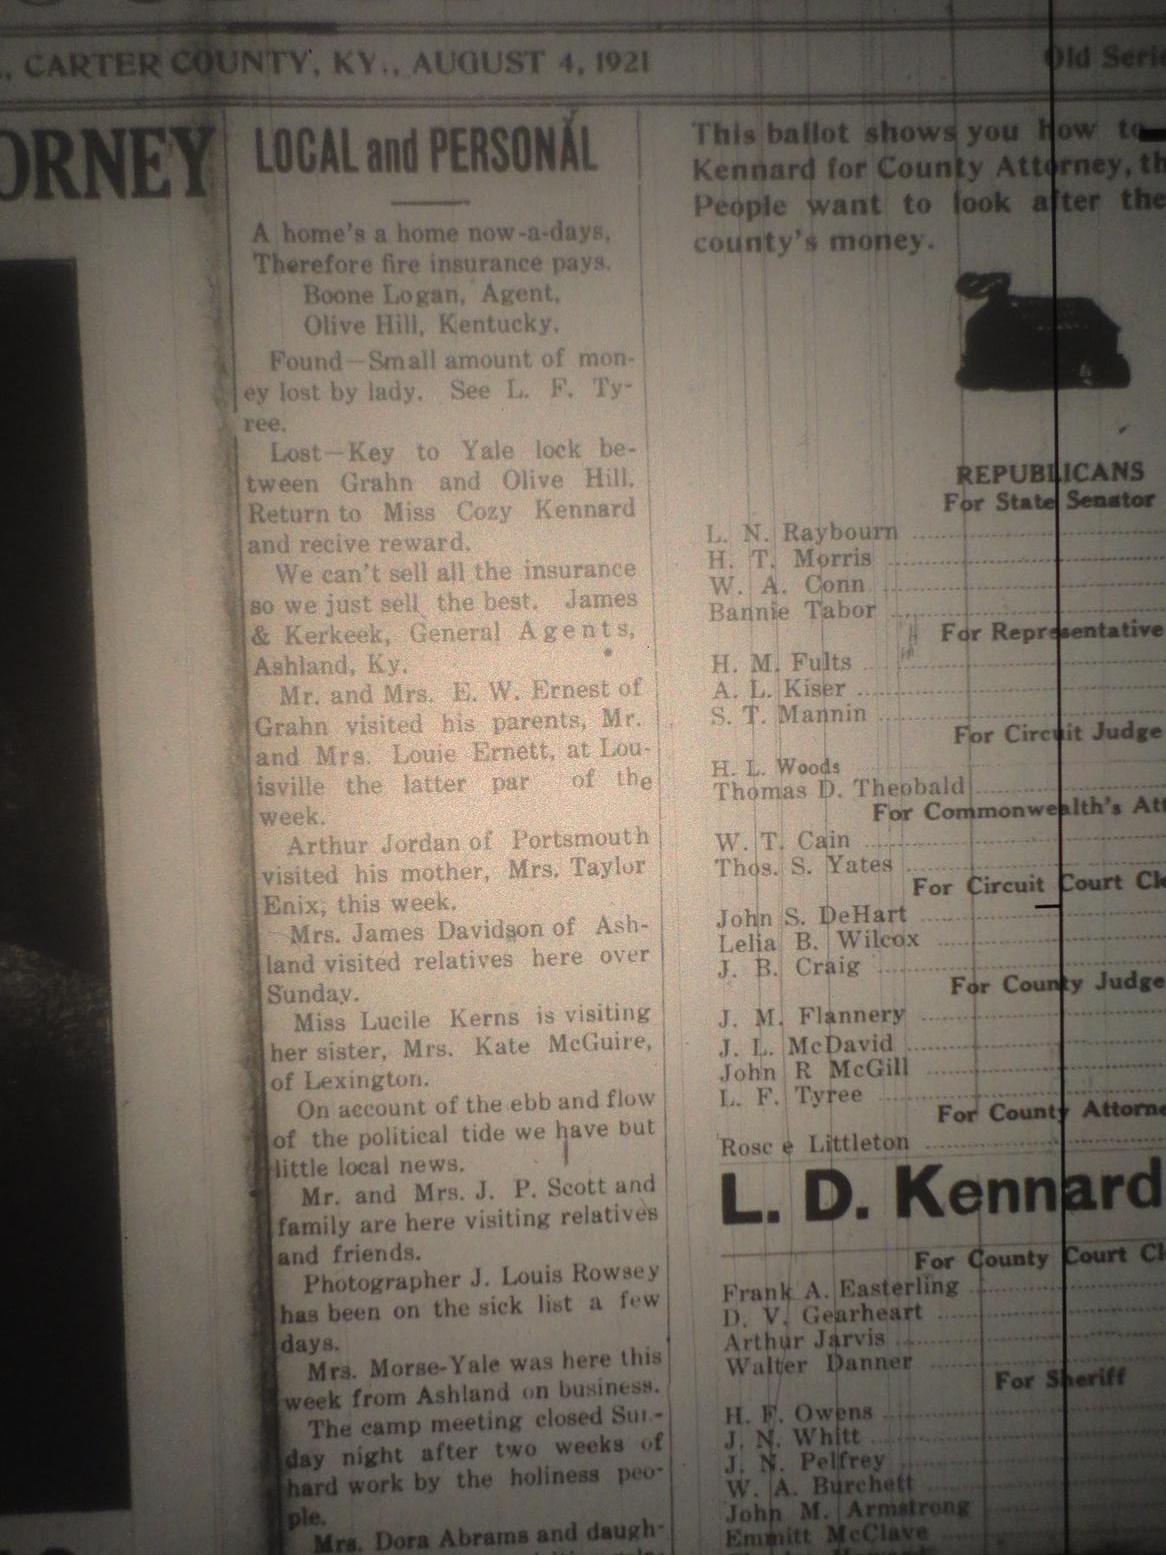 , CARTER COUNTY, KY., AUGUST 4, 1921
Old Serie
ORNEY
LOCAL and PERSONAL
A home's a home now-a-days,
Therefore fire insurance pays.
Boone Logan, Agent,
Olive Hill, Kentucky.
Found—Small amount of mon-
ey lost by lady. See L. F. Ty-
ree.
Lost—Key to Yale lock be-
tween Grahn and Olive Hill.
Return to Miss Cozy Kennard
and recive reward.
We can't sell all the insurance
so we just sell the best. James
& Kerkeek, General Agents,
Ashland, Ky.
Mr. and Mrs. E. W. Ernest of
Grahn visited his parents, Mr.
and Mrs. Louie Ernett, at Lou-
isville the latter par of the
week.
Arthur Jordan of Portsmouth
visited his mother, Mrs. Taylor
Enix, this week.
Mrs. James Davidson of Ash-
land visited relatives here over
Sunday.
Miss Lucile Kerns is visiting
her sister, Mrs. Kate McGuire,
of Lexington.
On account of the ebb and flow
of the political tide we have but
little local news.
Mr. and Mrs. J. P. Scott and
family are here visiting relatives
and friends.
Photographer J. Louis Rowsey
has been on the sick list a few
days.
Mrs. Morse-Yale was here this
week from Ashland on business.
The camp meeting closed Sun-
day night after two weeks of
hard work by the holiness peo-
ple.
Mrs. Dora Abrams and daugh-
This ballot shows you how to
Kennard for County Attorney, th
People want to look after the
county's money.
REPUBLICANS
For State Senator
L. N. Raybourn
H. T. Morris
W. A. Conn
Bannie Tabor
For Representative
H. M. Fults
A. L. Kiser
S. T. Mannin
For Circuit Judge
H. L. Woods
Thomas D. Theobald
For Commonwealth's Att
W. T. Cain
Thos. S. Yates
For Circuit Court Cle
John S. DeHart
Lelia B. Wilcox
J. B. Craig
For County Judge
J. M. Flannery
J. L. McDavid
John R McGill
L. F. Tyree
For County Attorne
Rosc e Littleton
L. D. Kennard
For County Court Cl
Frank A. Easterling
D. V. Gearheart
Arthur Jarvis
Walter Danner
For Sheriff
H. F. Owens
J. N. Whitt
J. N. Pelfrey
W. A. Burchett
John M. Armstrong
Emmitt McClave